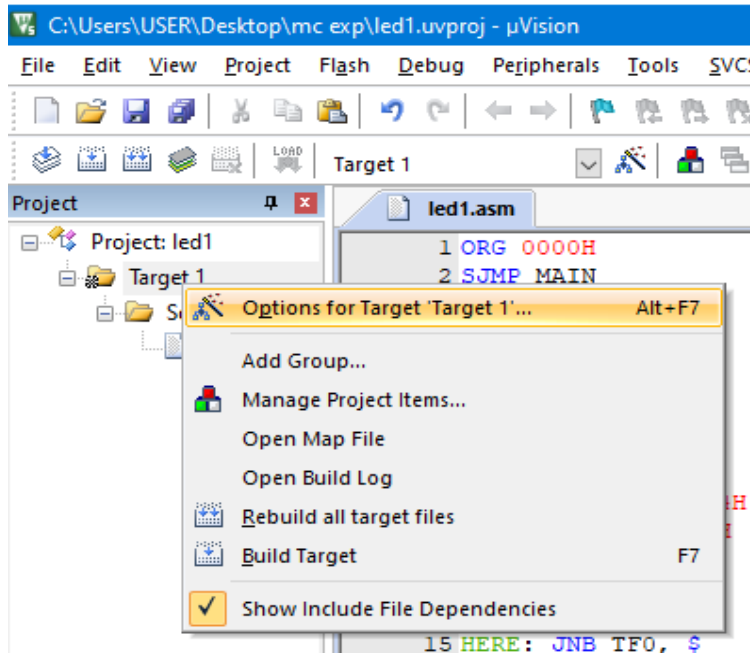 C:\Users\USER\Desktop\mc exp\led1.uvproj - µVision
File Edit View Project Flash Debug Peripherals Tools SVCS
LOAD Target 1
Project led1.asm
Project: led1
1 ORG 0000H
Target 1
2 SJMP MAIN
Options for Target 'Target 1'... Alt+F7
Add Group...
Manage Project Items...
Open Map File
Open Build Log
H
Rebuild all target files
Build Target F7
Show Include File Dependencies
15 HERE: JNB TF0, $